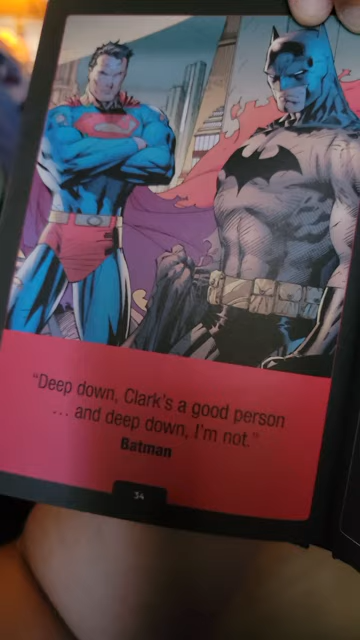 “Deep down, Clark’s a good person
... and deep down, I’m not.”
Batman
34